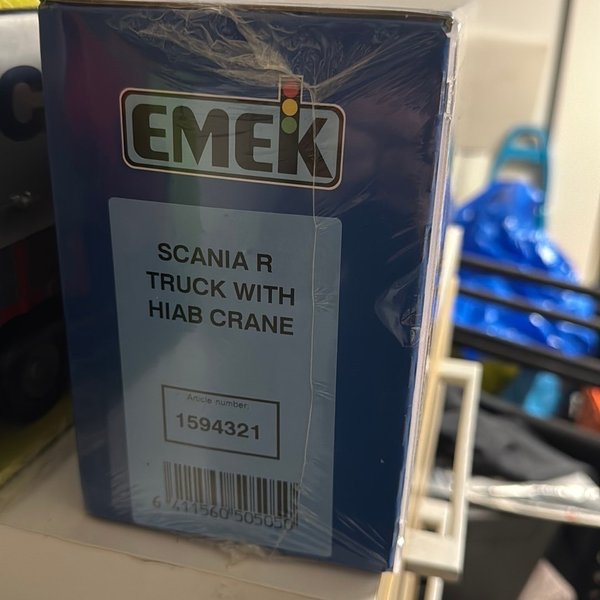 EMEK
SCANIA R
TRUCK WITH
HIAB CRANE
Article number:
1594321
6 411560 505050